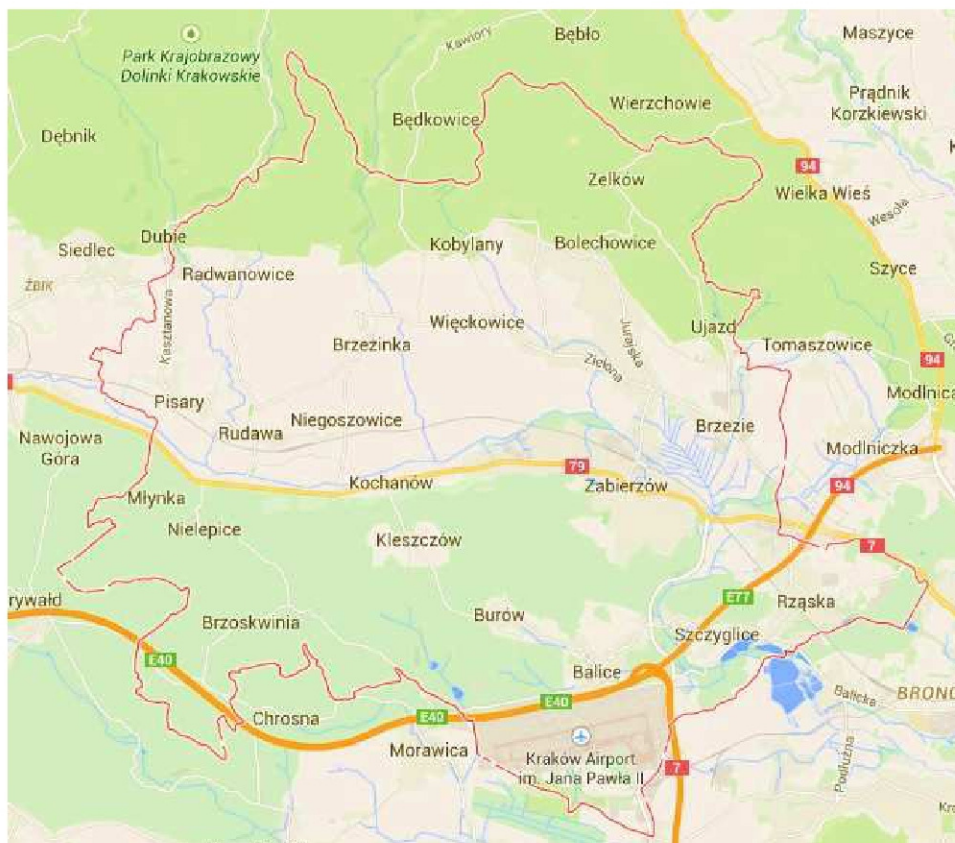 Park Krajobrazowy
Dolinki Krakowskie
Kawiory
Bębło
Maszyce
Prądnik
Korzkiewski
Dębnik
Będkowice
Wierzchowie
94
Zelków
Wielka Wieś
Wesoła
Siedlec
Dubie
Kobylany
Bolechowice
Szyce
ŻBIK
Radwanowice
Kasztanowa
Więckowice
Jurajska
Ujazd
Brzezinka
Zielona
Tomaszowice
94
Modlnica
Pisary
Niegoszowice
Brzezie
Nawojowa
Góra
Rudawa
Modlniczka
79
Kochanów
Zabierzów
94
Młynka
Nielepice
Kleszczów
7
rywałd
Brzoskwinia
Burów
E77
Rząska
Szczyglice
E40
Balice
Balicka
BRONO
Chrosna
E40
E40
Morawica
Kraków Airport
im. Jana Pawła II
7
Podłużna
Kro